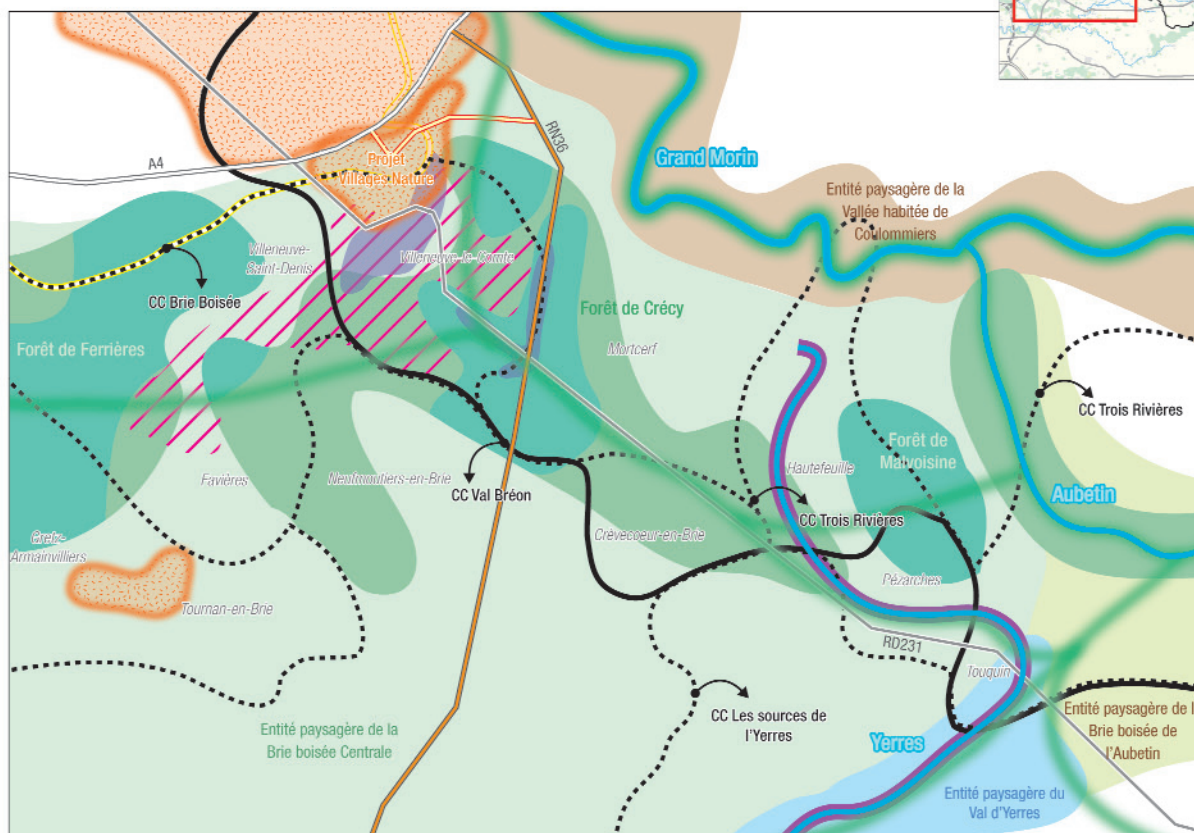 A4
RN36
Projet
Villages Nature
Grand Morin
Entité paysagère de la
Vallée habitée de
Coulommiers
Villeneuve-
Saint-Denis
Villeneuve-le-Comte
CC Brie Boisée
Forêt de Crécy
Forêt de Ferrières
Mortcerf
CC Trois Rivières
Forêt de
Malvoisine
Hautefeuille
Favières
Neufmoutiers-en-Brie
CC Val Bréon
Aubetin
CC Trois Rivières
Crèvecoeur-en-Brie
Gretz-
Armainvilliers
Pézarches
Tournan-en-Brie
RD231
Touquin
CC Les sources de
l'Yerres
Entité paysagère de la
Brie boisée Centrale
Yerres
Entité paysagère de
Brie boisée de
l'Aubetin
Entité paysagère du
Val d'Yerres